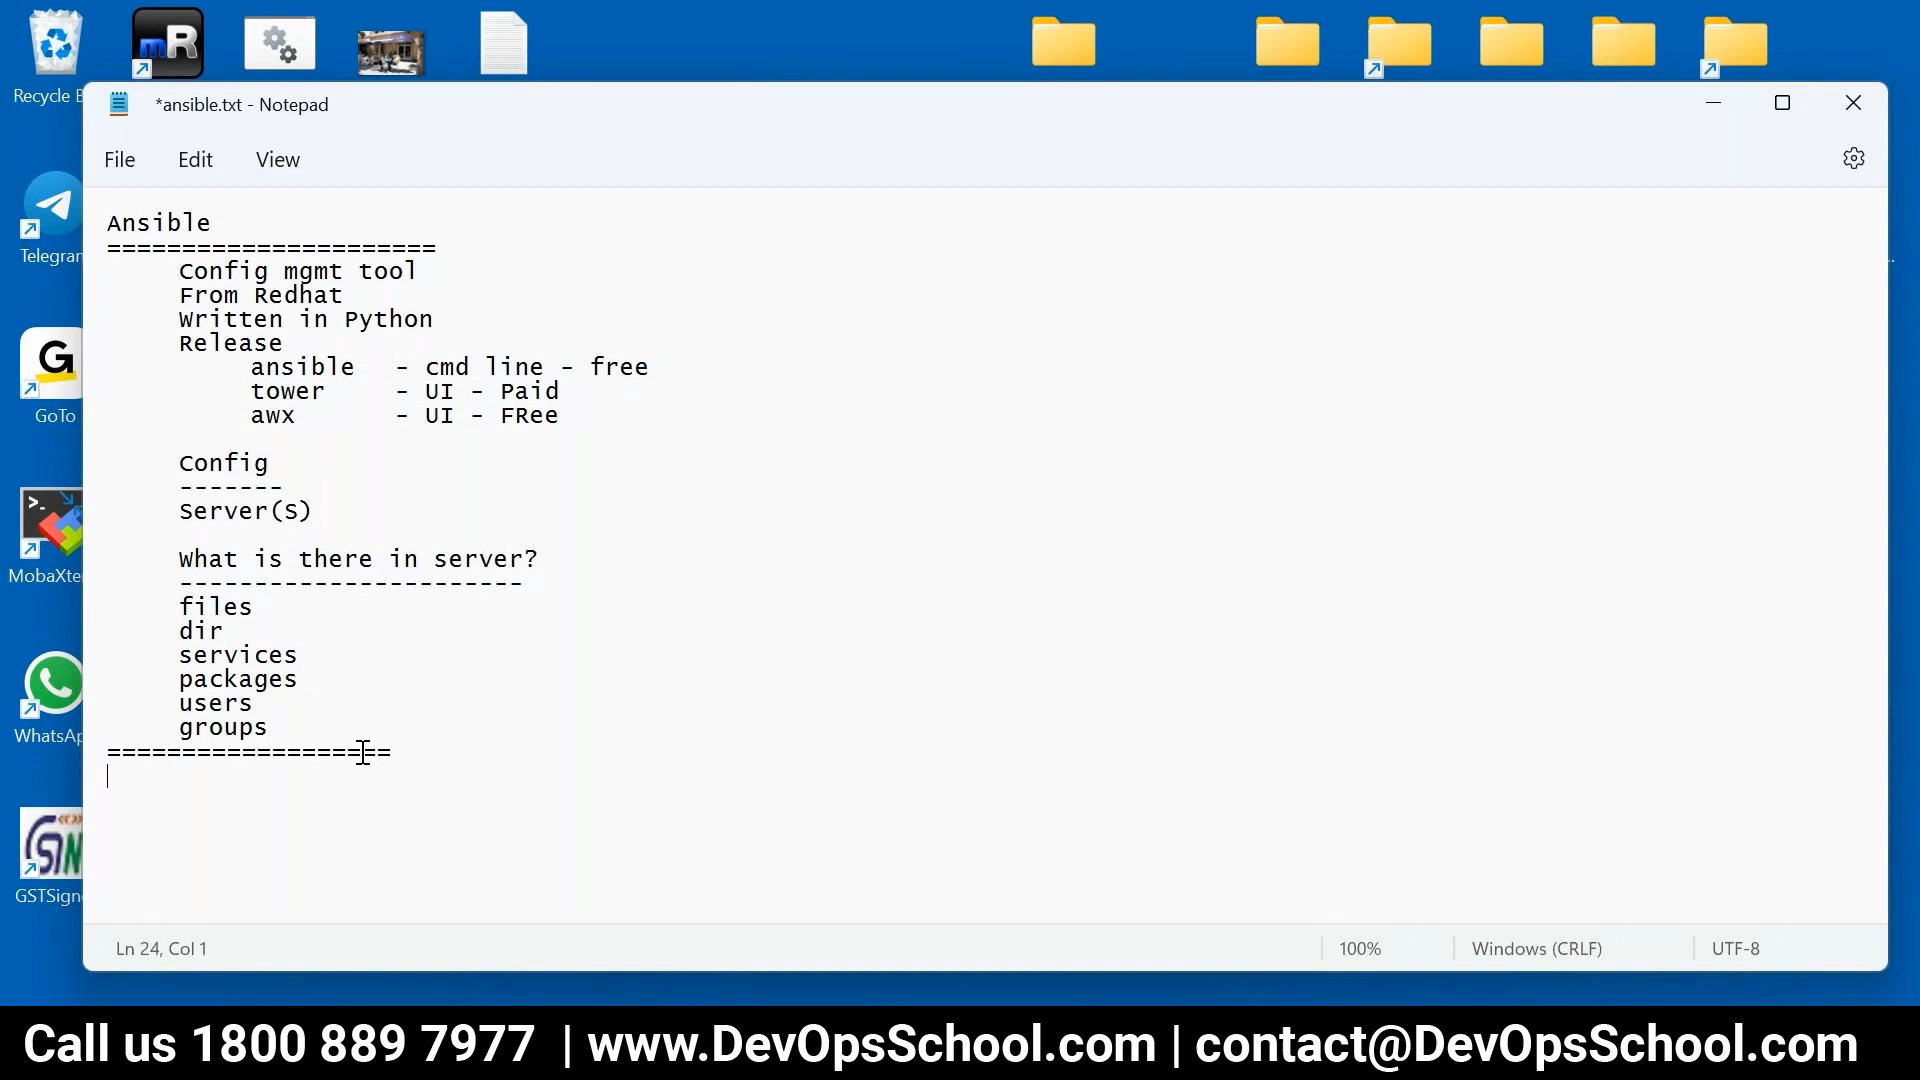 Recycle B
*ansible.txt - Notepad
File Edit View
Telegram
GoTo
MobaXte
WhatsAp
GSTSign
Ansible
======================
Config mgmt tool
From Redhat
Written in Python
Release
ansible - cmd line - free
tower - UI - Paid
awx - UI - FRee
Config
-------
Server(S)
What is there in server?
-----------------------
files
dir
services
packages
users
groups
===================
Ln 24, Col 1 100% Windows (CRLF) UTF-8
Call us 1800 889 7977 | www.DevOpsSchool.com | contact@DevOpsSchool.com